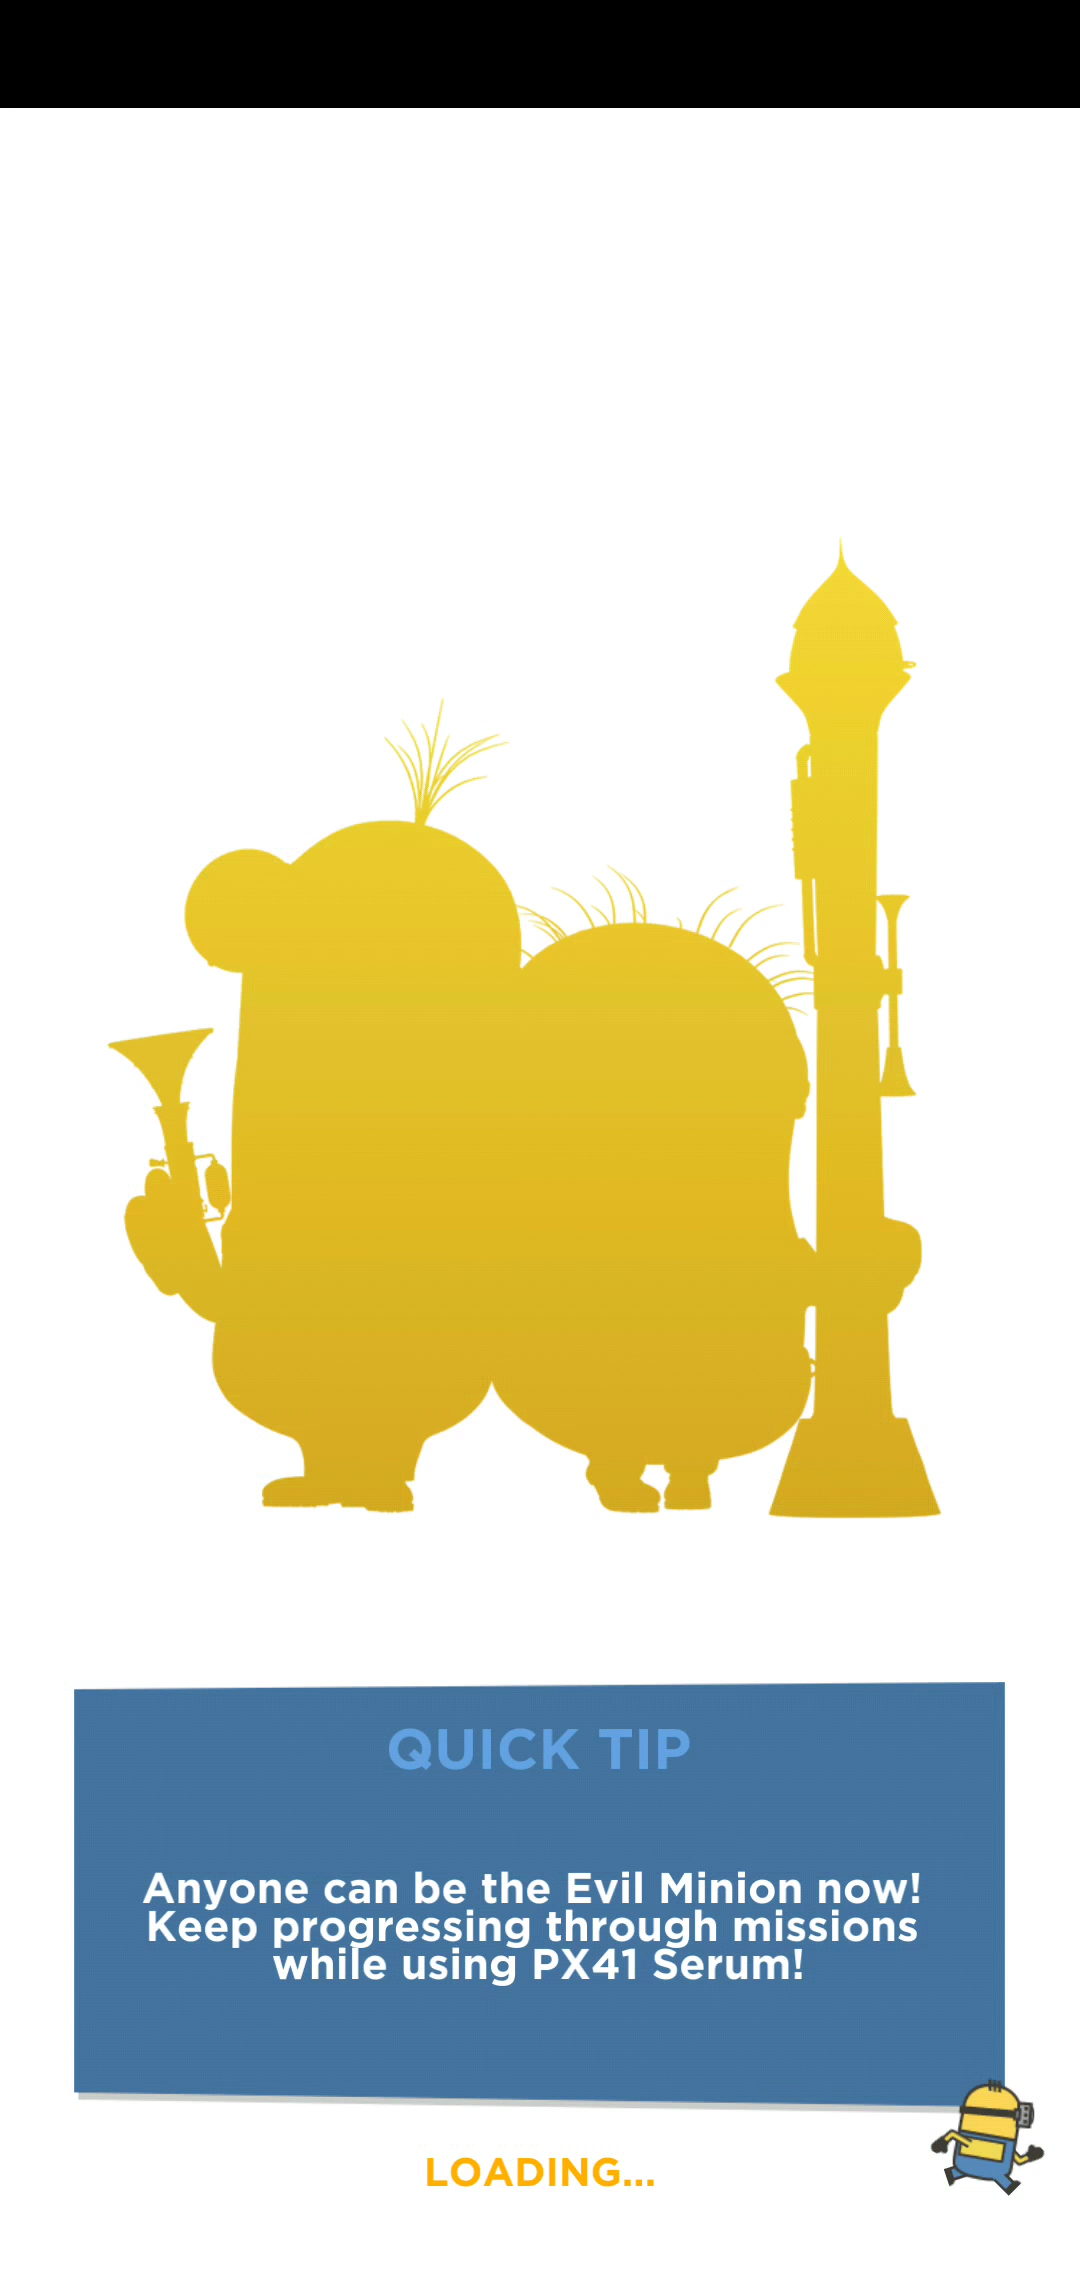 QUICK TIP
Anyone can be the Evil Minion now!
Keep progressing through missions
while using PX41 Serum!
LOADING...